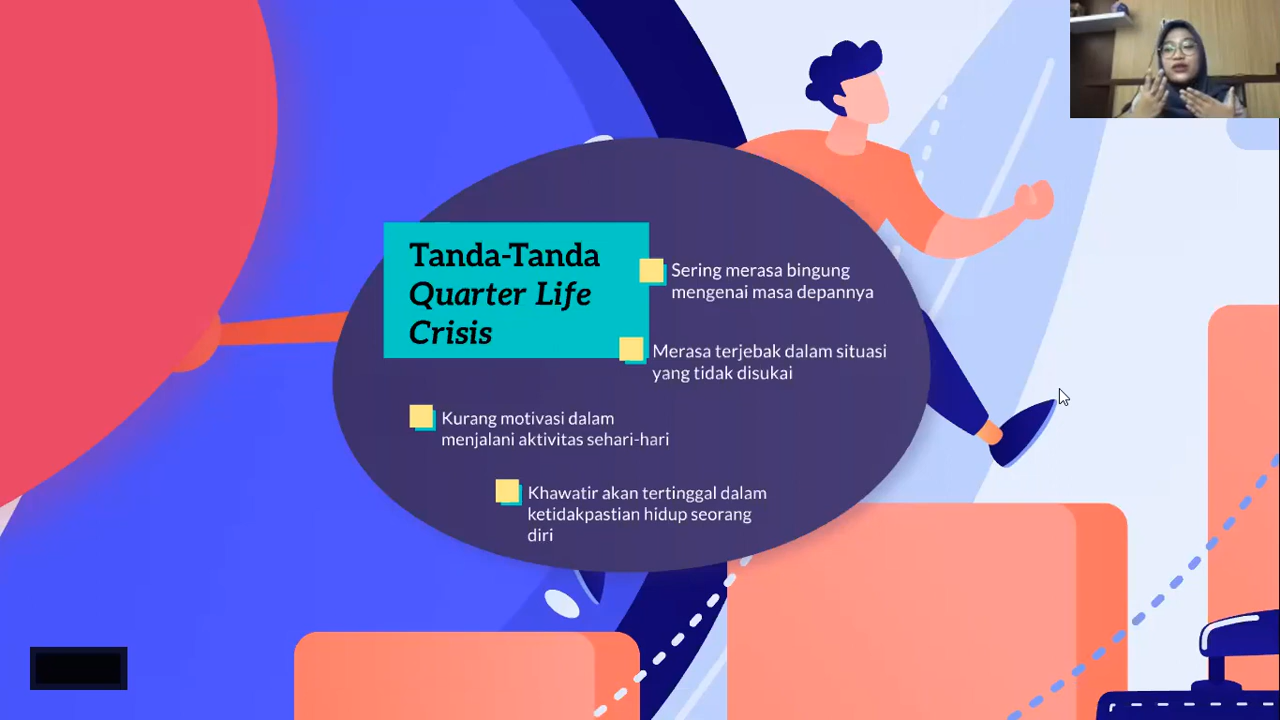 Tanda-Tanda
Quarter Life
Crisis
Sering merasa bingung
mengenai masa depannya
Merasa terjebak dalam situasi
yang tidak disukai
Kurang motivasi dalam
menjalani aktivitas sehari-hari
Khawatir akan tertinggal dalam
ketidakpastian hidup seorang
diri